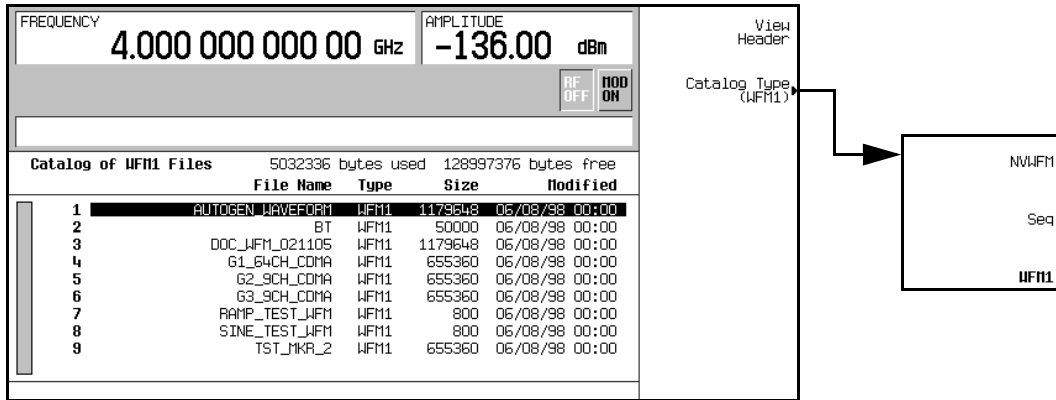 FREQUENCY
4.000 000 000 00 GHz
AMPLITUDE
-136.00 dBm
RF OFF
MOD ON
Catalog of WFM1 Files 5032336 bytes used 128997376 bytes free
File Name Type Size Modified
1 AUTOGEN_WAVEFORM WFM1 1179648 06/08/98 00:00
2 BT WFM1 50000 06/08/98 00:00
3 DOC_WFM_021105 WFM1 1179648 06/08/98 00:00
4 G1_64CH_CDMA WFM1 655360 06/08/98 00:00
5 G2_9CH_CDMA WFM1 655360 06/08/98 00:00
6 G3_9CH_CDMA WFM1 655360 06/08/98 00:00
7 RAMP_TEST_WFM WFM1 800 06/08/98 00:00
8 SINE_TEST_WFM WFM1 800 06/08/98 00:00
9 TST_MKR_2 WFM1 655360 06/08/98 00:00
View
Header
Catalog Type
(WFM1)
NVWFM
Seq
WFM1